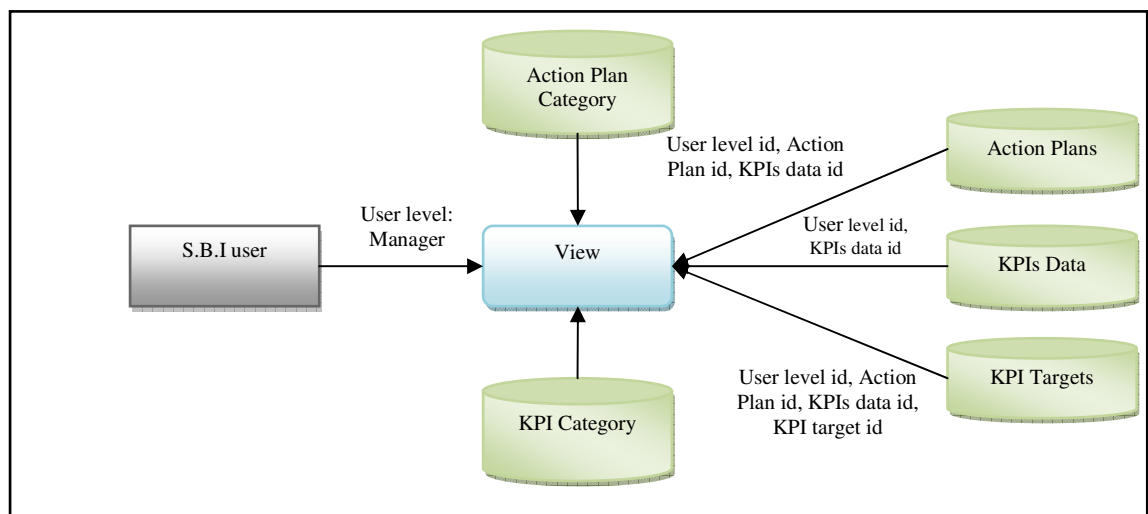 Action Plan
Category
User level id, Action
Plan id, KPIs data id
Action Plans
User level:
Manager
User level id,
KPIs data id
S.B.I user
View
KPIs Data
User level id, Action
Plan id, KPIs data id,
KPI target id
KPI Targets
KPI Category